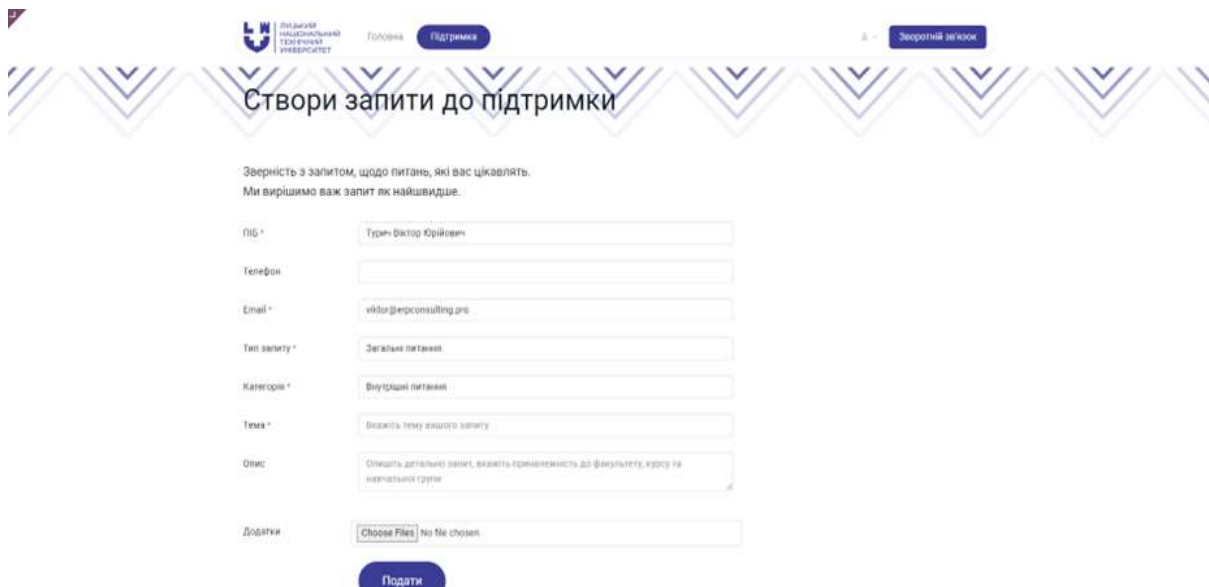 ЛУЦЬКИЙ
НАЦІОНАЛЬНИЙ
ТЕХНІЧНИЙ
УНІВЕРСИТЕТ
Головна
Підтримка
Зворотній зв'язок
Створи запити до підтримки
Зверність з запитом, щодо питань, які вас цікавлять.
Ми вирішимо важ запит як найшвидше.
ПІБ *
Турич Віктор Юрійович
Телефон
Email *
viktor@erpconsulting.pro
Тип запиту *
Загальні питання
Категорія *
Внутрішні питання
Тема *
Вкажіть тему вашого запиту
Опис
Опишіть детально запит, вкажіть приналежність до факультету, курсу та
навчальної групи
Додатки
Choose Files No file chosen
Подати